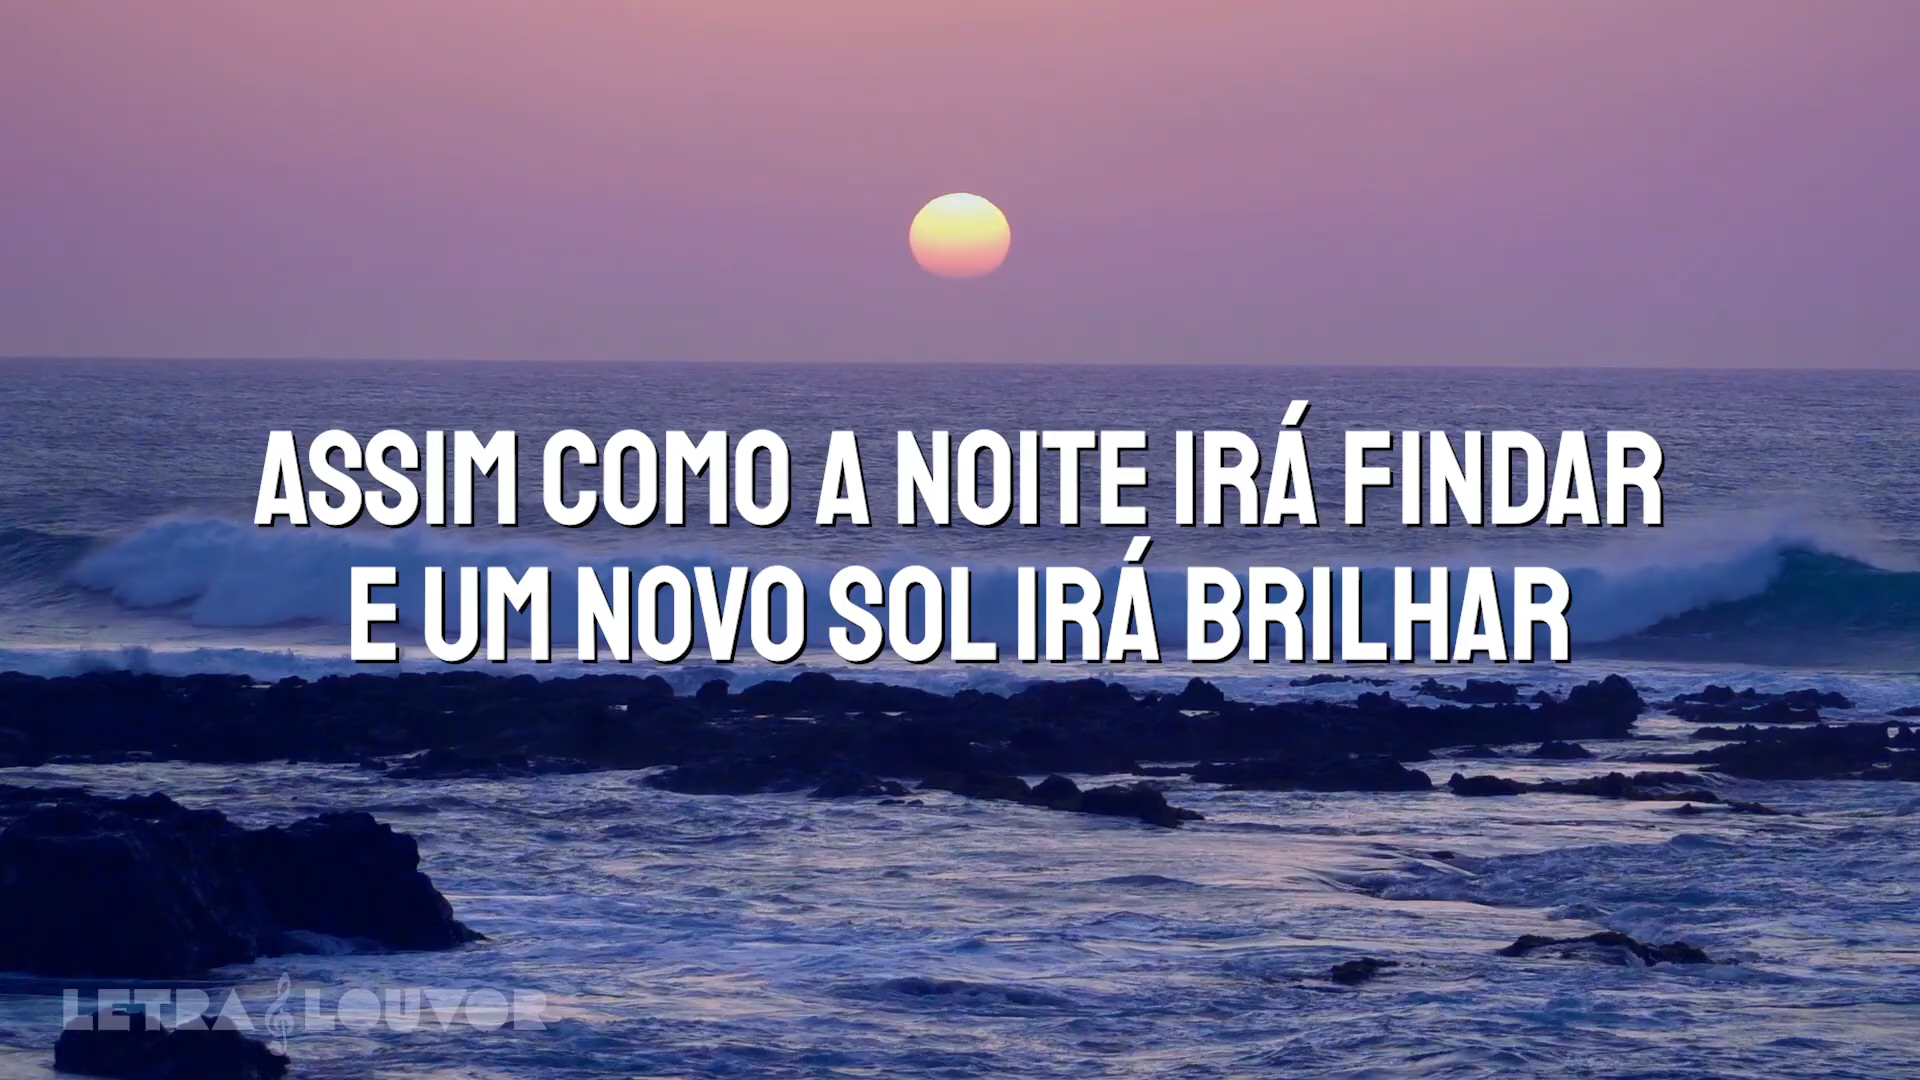 ASSIM COMO A NOITE IRÁ FINDAR
E UM NOVO SOL IRÁ BRILHAR
LETRA LOUVOR